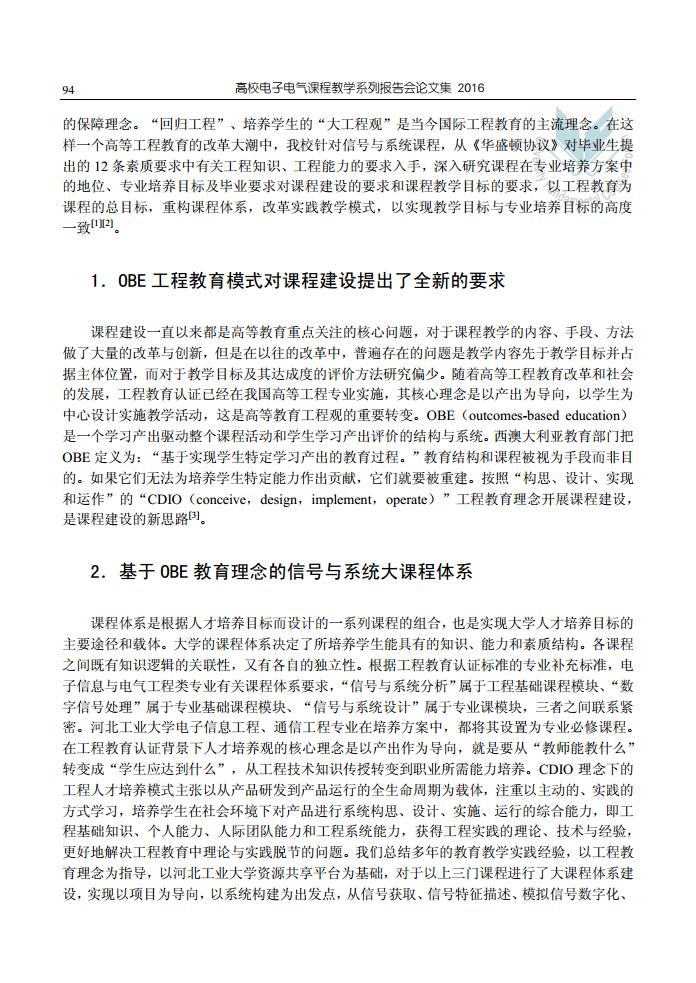 94 高校电子电气课程教学系列报告会论文集 2016
的保障理念。“回归工程”、培养学生的“大工程观”是当今国际工程教育的主流理念。在这
样一个高等工程教育的改革大潮中，我校针对信号与系统课程，从《华盛顿协议》对毕业生提
出的 12 条素质要求中有关工程知识、工程能力的要求入手，深入研究课程在专业培养方案中
的地位、专业培养目标及毕业要求对课程建设的要求和课程教学目标的要求，以工程教育为
课程的总目标，重构课程体系，改革实践教学模式，以实现教学目标与专业培养目标的高度
一致[1][2]。
1．OBE 工程教育模式对课程建设提出了全新的要求
课程建设一直以来都是高等教育重点关注的核心问题，对于课程教学的内容、手段、方法
做了大量的改革与创新，但是在以往的改革中，普遍存在的问题是教学内容先于教学目标并占
据主体位置，而对于教学目标及其达成度的评价方法研究偏少。随着高等工程教育改革和社会
的发展，工程教育认证已经在我国高等工程专业实施，其核心理念是以产出为导向，以学生为
中心设计实施教学活动，这是高等教育工程观的重要转变。OBE（outcomes-based education）
是一个学习产出驱动整个课程活动和学生学习产出评价的结构与系统。西澳大利亚教育部门把
OBE 定义为：“基于实现学生特定学习产出的教育过程。”教育结构和课程被视为手段而非目
的。如果它们无法为培养学生特定能力作出贡献，它们就要被重建。按照“构思、设计、实现
和运作”的“CDIO（conceive，design，implement，operate）”工程教育理念开展课程建设，
是课程建设的新思路[3]。
2．基于 OBE 教育理念的信号与系统大课程体系
课程体系是根据人才培养目标而设计的一系列课程的组合，也是实现大学人才培养目标的
主要途径和载体。大学的课程体系决定了所培养学生能具有的知识、能力和素质结构。各课程
之间既有知识逻辑的关联性，又有各自的独立性。根据工程教育认证标准的专业补充标准，电
子信息与电气工程类专业有关课程体系要求，“信号与系统分析”属于工程基础课程模块、“数
字信号处理”属于专业基础课程模块、“信号与系统设计”属于专业课模块，三者之间联系紧
密。河北工业大学电子信息工程、通信工程专业在培养方案中，都将其设置为专业必修课程。
在工程教育认证背景下人才培养观的核心理念是以产出作为导向，就是要从“教师能教什么”
转变成“学生应达到什么”，从工程技术知识传授转变到职业所需能力培养。CDIO 理念下的
工程人才培养模式主张以从产品研发到产品运行的全生命周期为载体，注重以主动的、实践的
方式学习，培养学生在社会环境下对产品进行系统构思、设计、实施、运行的综合能力，即工
程基础知识、个人能力、人际团队能力和工程系统能力，获得工程实践的理论、技术与经验，
更好地解决工程教育中理论与实践脱节的问题。我们总结多年的教育教学实践经验，以工程教
育理念为指导，以河北工业大学资源共享平台为基础，对于以上三门课程进行了大课程体系建
设，实现以项目为导向，以系统构建为出发点，从信号获取、信号特征描述、模拟信号数字化、